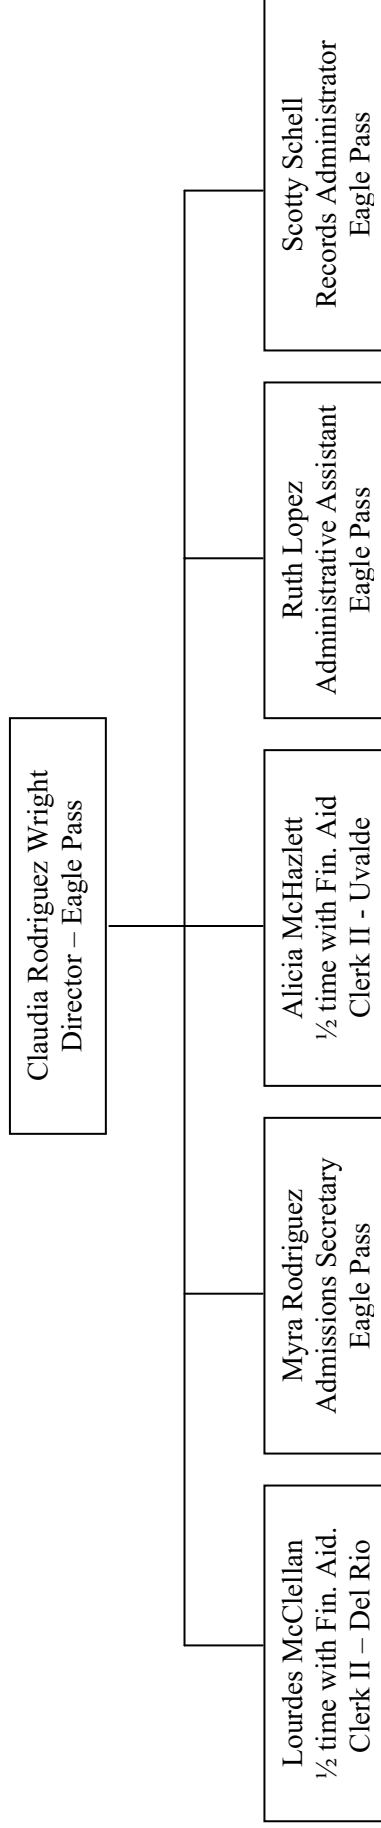 Claudia Rodriguez Wright
Director – Eagle Pass
Lourdes McClellan
½ time with Fin. Aid.
Clerk II – Del Rio
Myra Rodriguez
Admissions Secretary
Eagle Pass
Alicia McHazlett
½ time with Fin. Aid
Clerk II - Uvalde
Ruth Lopez
Administrative Assistant
Eagle Pass
Scotty Schell
Records Administrator
Eagle Pass